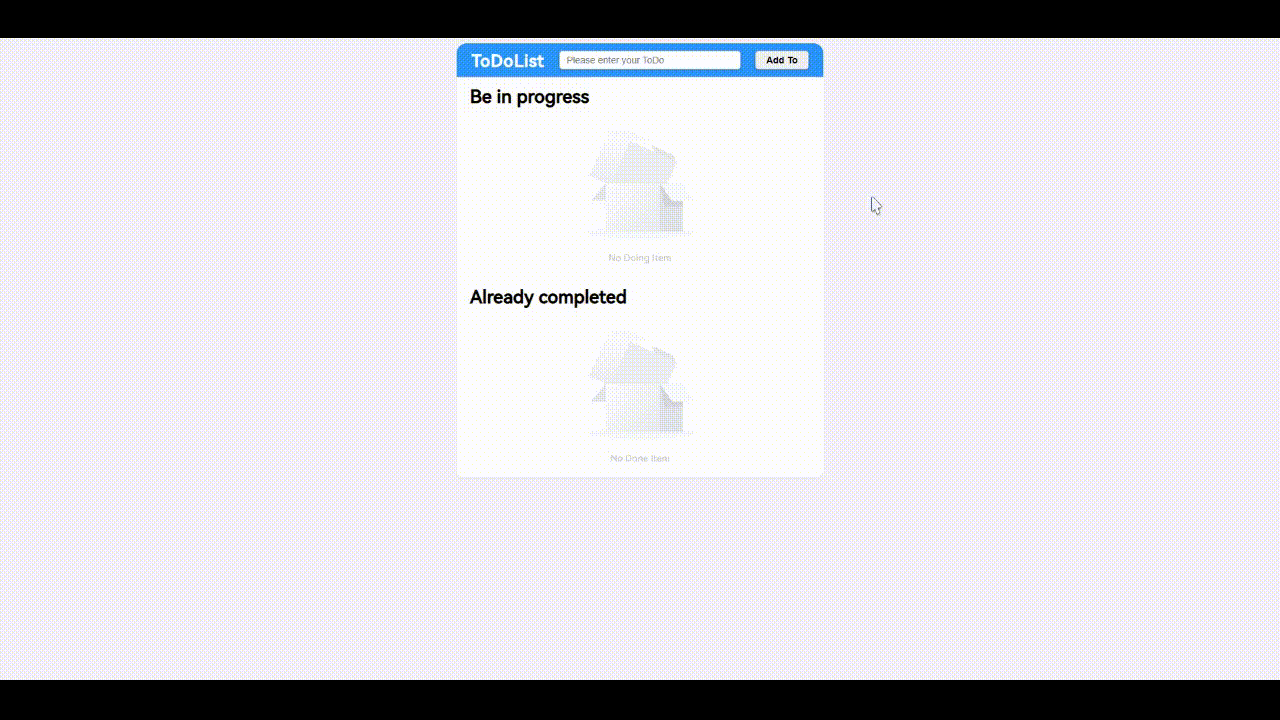 ToDoList
Please enter your ToDo
Add To
Be in progress
No Doing Item
Already completed
No Done Item